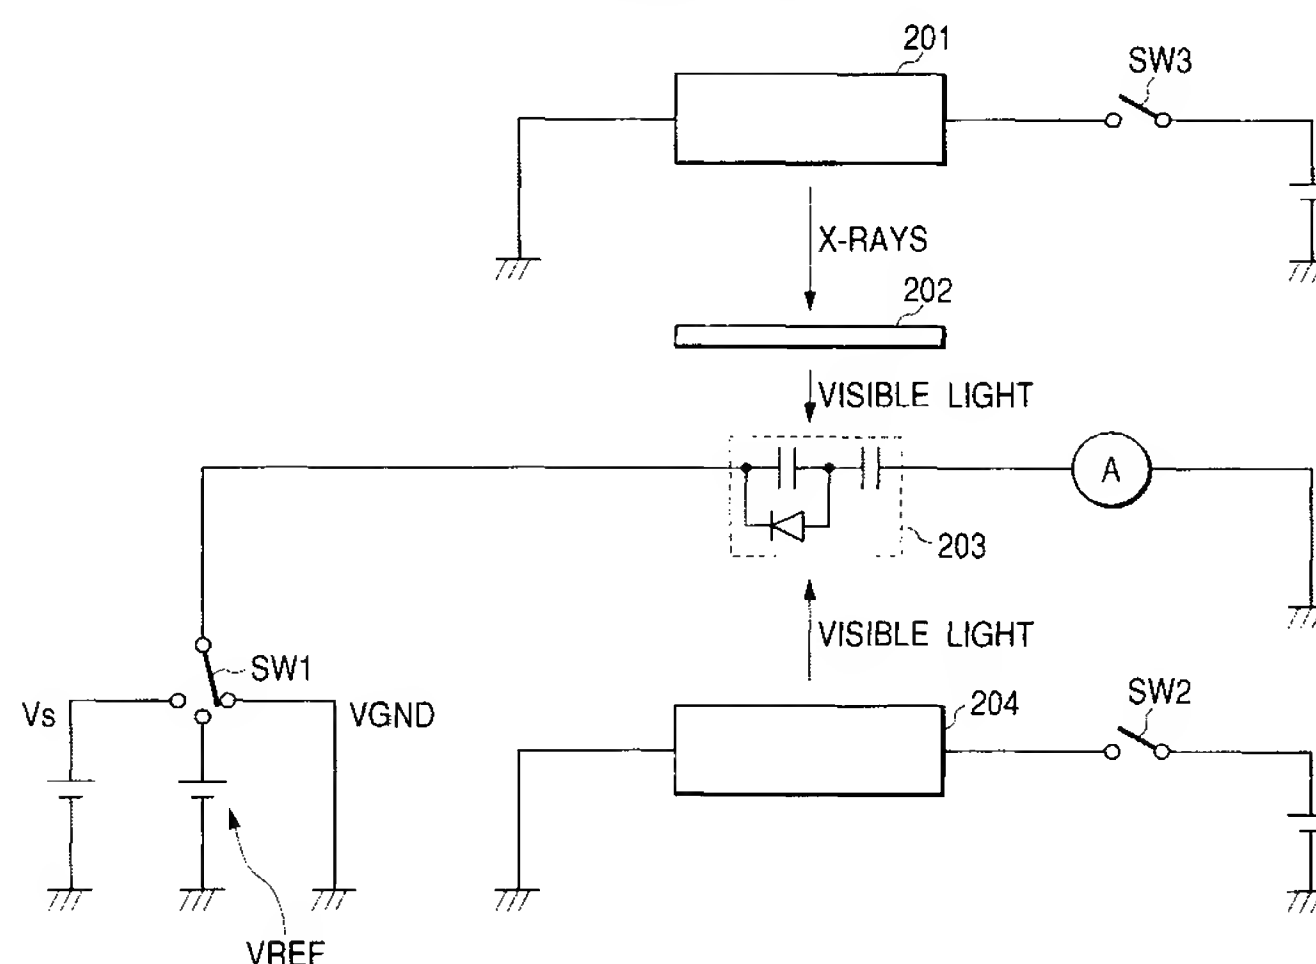 201
SW3
X-RAYS
202
VISIBLE LIGHT
A
203
VISIBLE LIGHT
SW1
Vs
VGND
204
SW2
VREF